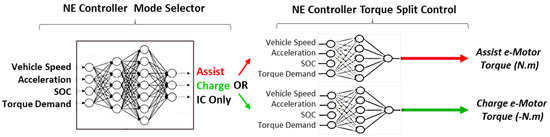 NE Controller Mode Selector
NE Controller Torque Split Control
Vehicle Speed
Acceleration
SOC
Torque Demand
Assist
Charge OR
IC Only
Vehicle Speed
Acceleration
SOC
Torque Demand
Assist e-Motor
Torque (N.m)
Vehicle Speed
Acceleration
SOC
Torque Demand
Charge e-Motor
Torque (-N.m)